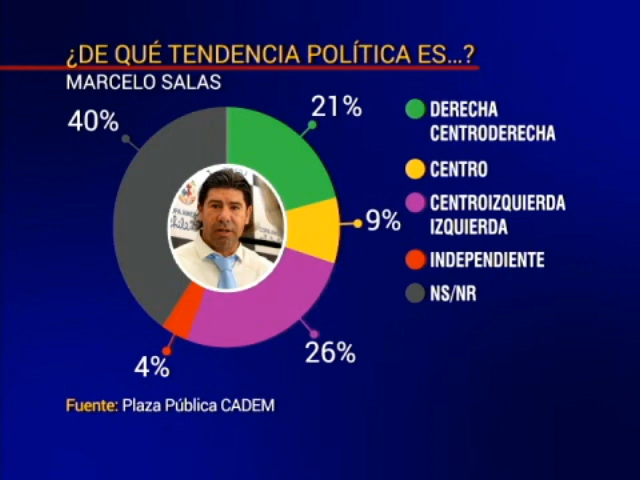 ¿DE QUÉ TENDENCIA POLÍTICA ES...?
MARCELO SALAS
40%
21%
9%
26%
4%
DERECHA
CENTRODERECHA
CENTRO
CENTROIZQUIERDA
IZQUIERDA
INDEPENDIENTE
NS/NR
Fuente: Plaza Pública CADEM